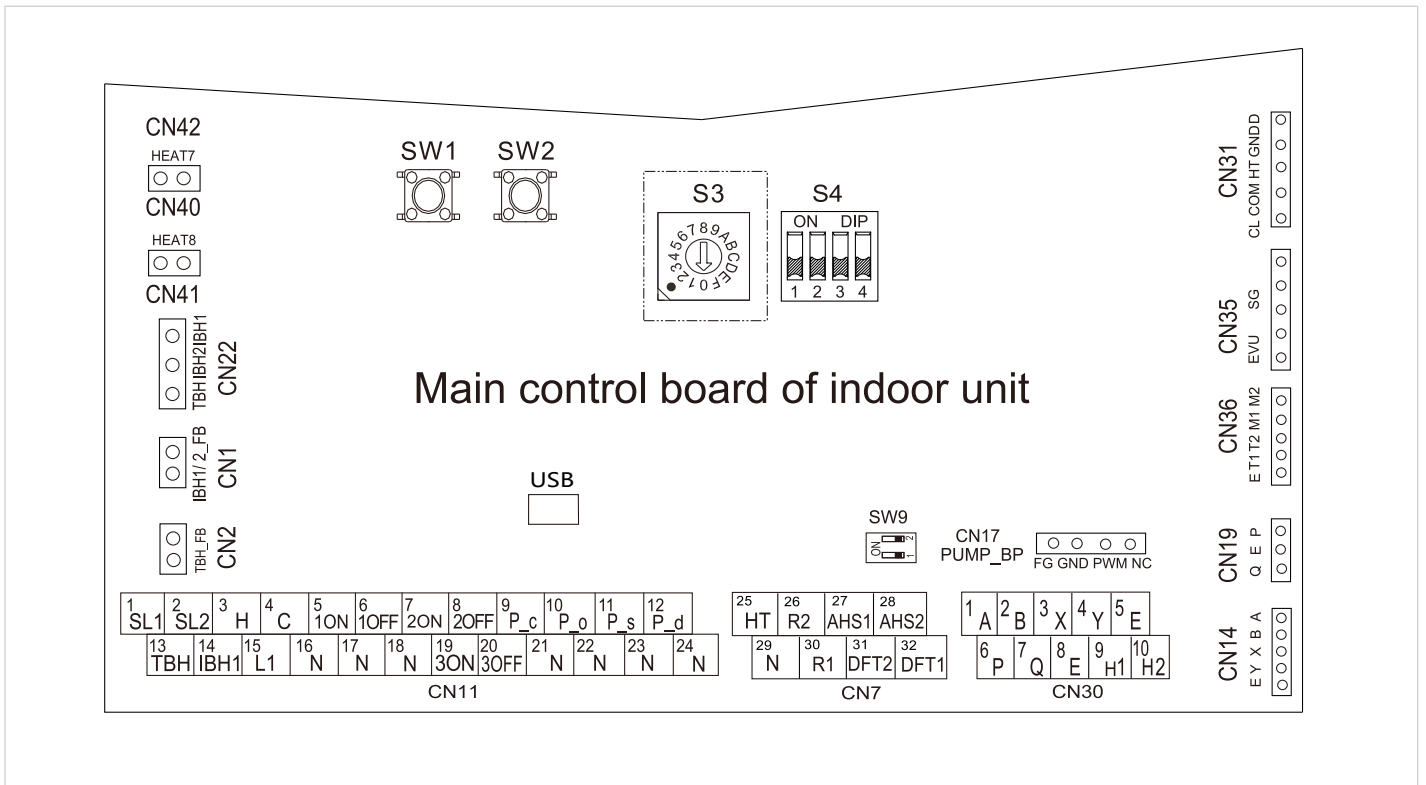 CN42
HEAT7
CN40
HEAT8
CN41
SW1
SW2
S3
0123456789ABCDEF
S4
ON DIP
1 2 3 4
CN31
CL COM HT GNDD
CN35
EVU SG
CN36
E T1 T2 M1 M2
CN19
Q E P
CN14
E Y X B A
TBH IBH2 IBH1
CN22
IBH1/ 2_FB
CN1
TBH_FB
CN2
Main control board of indoor unit
USB
SW9
ON
1 2
CN17
PUMP_BP
FG GND PWM NC
1 SL1 2 SL2 3 H 4 C 5 1ON 6 1OFF 7 2ON 8 2OFF 9 P_c 10 P_o 11 P_s 12 P_d
13 TBH 14 IBH1 15 L1 16 N 17 N 18 N 19 3ON 20 3OFF 21 N 22 N 23 N 24 N
CN11
25 HT 26 R2 27 AHS1 28 AHS2
29 N 30 R1 31 DFT2 32 DFT1
CN7
1 A 2 B 3 X 4 Y 5 E
6 P 7 Q 8 E 9 H1 10 H2
CN30